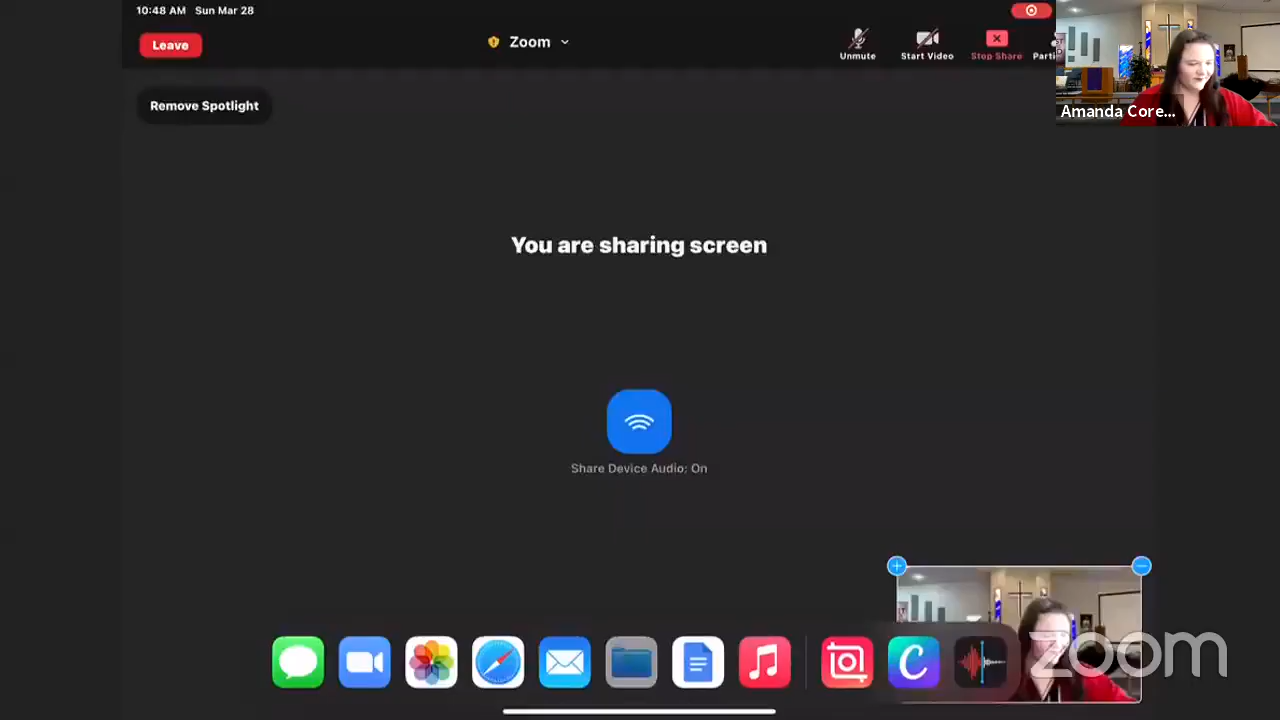 10:48 AM Sun Mar 28
Leave
Zoom
Unmute
Start Video
Stop Share
Parti
Amanda Core...
Remove Spotlight
You are sharing screen
Share Device Audio: On
zoom